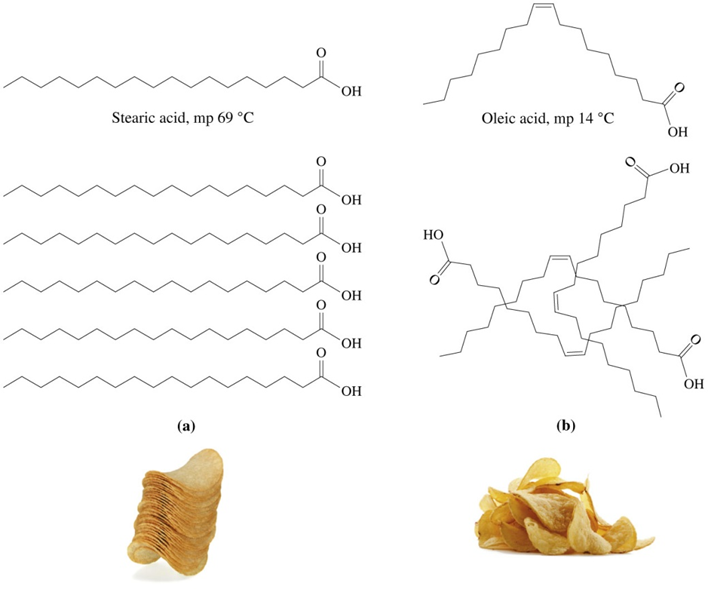 O
OH
Stearic acid, mp 69 °C
O
OH
Oleic acid, mp 14 °C
O
OH
O
OH
O
OH
O
OH
O
OH
(a)
O
OH
HO
O
O
OH
(b)